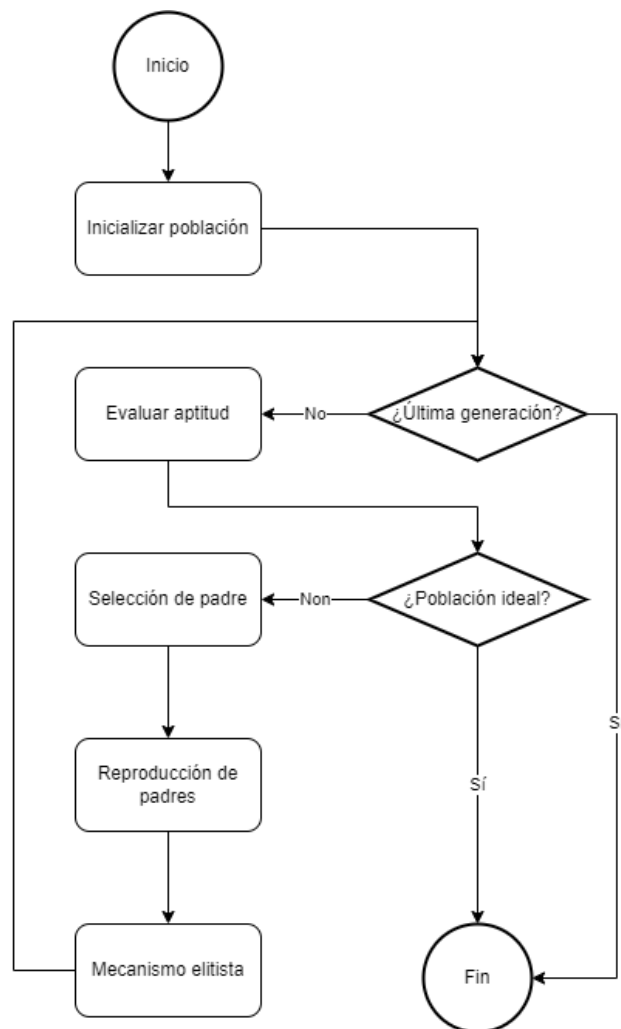 Inicio
Inicializar población
Evaluar aptitud
No
¿Última generación?
Selección de padre
Non
¿Población ideal?
S
Reproducción de
padres
Sí
Mecanismo elitista
Fin